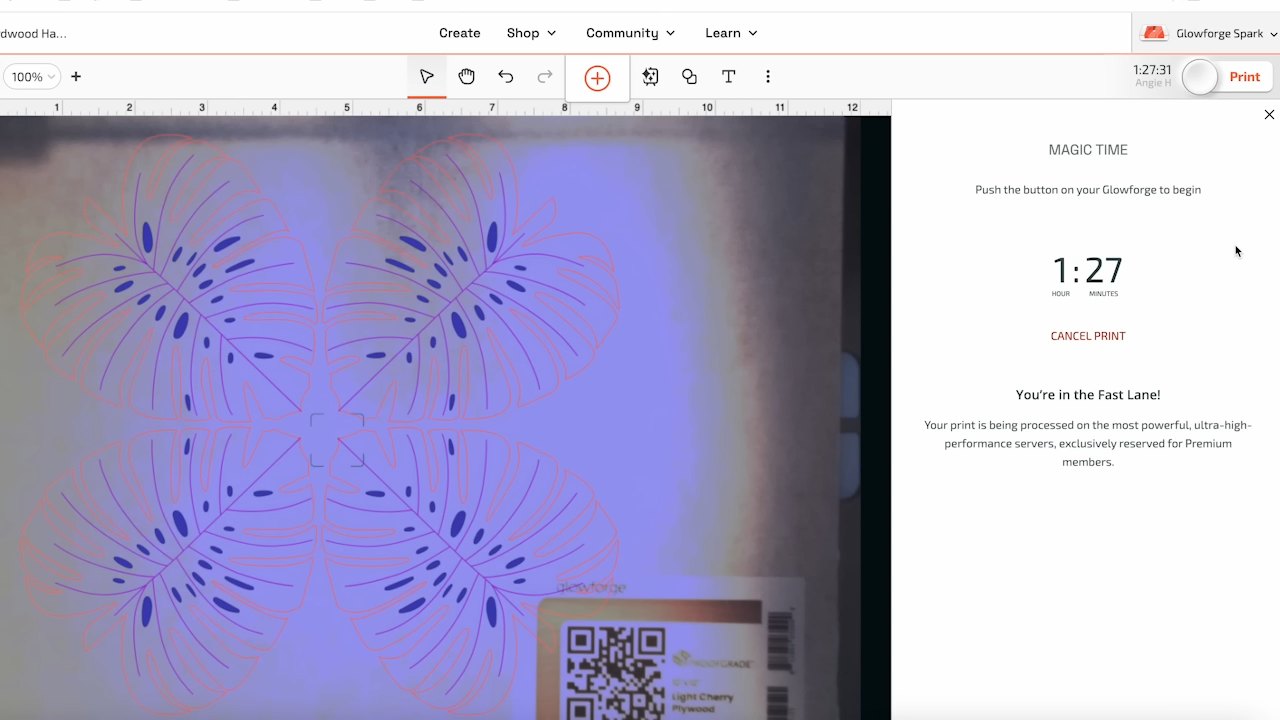 rdwood Ha...
Create
Shop
Community
Learn
Glowforge Spark
100%
1:27:31
Angie H
Print
1 2 3 4 5 6 7 8 9 10 11 12
MAGIC TIME
Push the button on your Glowforge to begin
1:27
HOUR MINUTES
CANCEL PRINT
You're in the Fast Lane!
Your print is being processed on the most powerful, ultra-high-
performance servers, exclusively reserved for Premium
members.
glowforge
PROOFGRADE
Light Cherry
Plywood